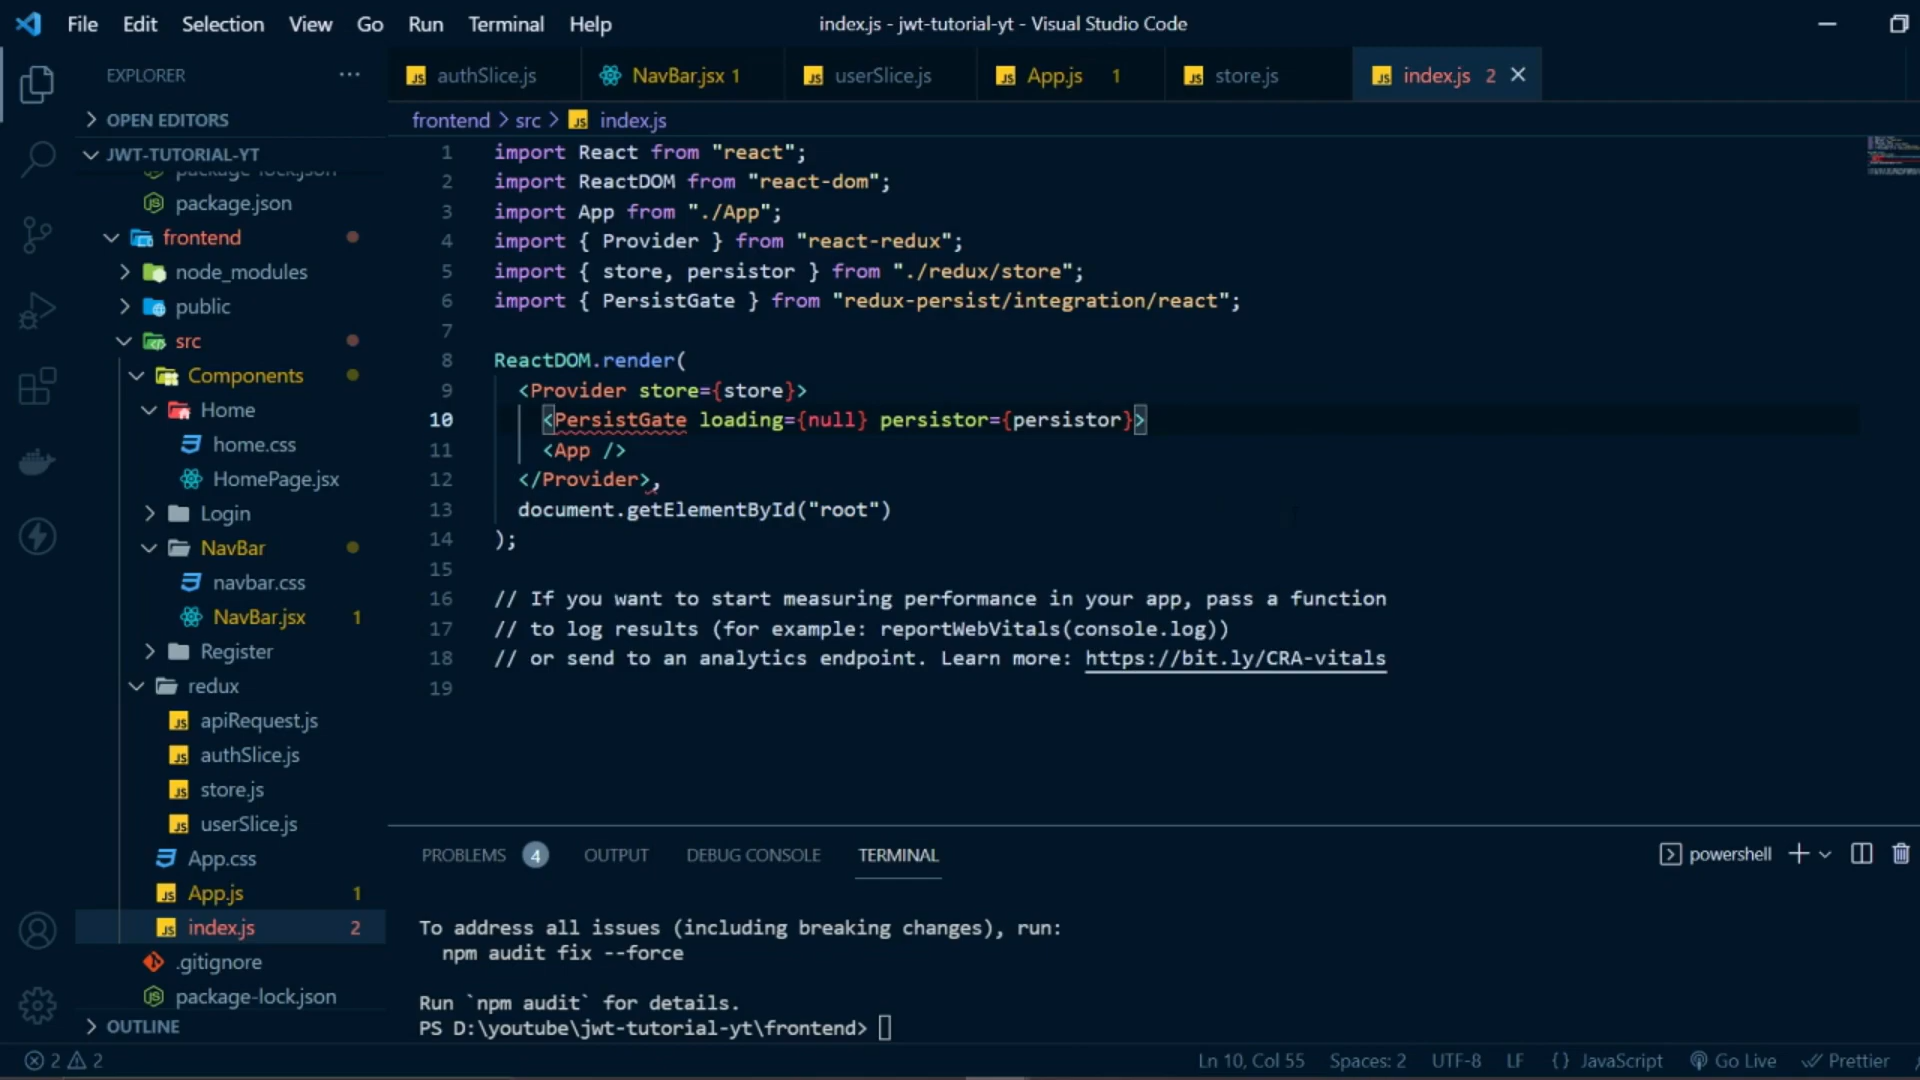 File Edit Selection View Go Run Terminal Help
index.js - jwt-tutorial-yt - Visual Studio Code
EXPLORER
OPEN EDITORS
JWT-TUTORIAL-YT
package-lock.json
package.json
frontend
node_modules
public
src
Components
Home
home.css
HomePage.jsx
Login
NavBar
navbar.css
NavBar.jsx 1
Register
redux
apiRequest.js
authSlice.js
store.js
userSlice.js
App.css
App.js 1
index.js 2
.gitignore
package-lock.json
OUTLINE
authSlice.js NavBar.jsx 1 userSlice.js App.js 1 store.js index.js 2
frontend > src > index.js
1 import React from "react";
2 import ReactDOM from "react-dom";
3 import App from "./App";
4 import { Provider } from "react-redux";
5 import { store, persistor } from "./redux/store";
6 import { PersistGate } from "redux-persist/integration/react";
7
8 ReactDOM.render(
9 <Provider store={store}>
10 <PersistGate loading={null} persistor={persistor}>
11 <App />
12 </Provider>,
13 document.getElementById("root")
14 );
15
16 // If you want to start measuring performance in your app, pass a function
17 // to log results (for example: reportWebVitals(console.log))
18 // or send to an analytics endpoint. Learn more: https://bit.ly/CRA-vitals
19
PROBLEMS 4 OUTPUT DEBUG CONSOLE TERMINAL
powershell
To address all issues (including breaking changes), run:
npm audit fix --force
Run `npm audit` for details.
PS D:\youtube\jwt-tutorial-yt\frontend>
2 2
Ln 10, Col 55 Spaces: 2 UTF-8 LF {} JavaScript Go Live Prettier